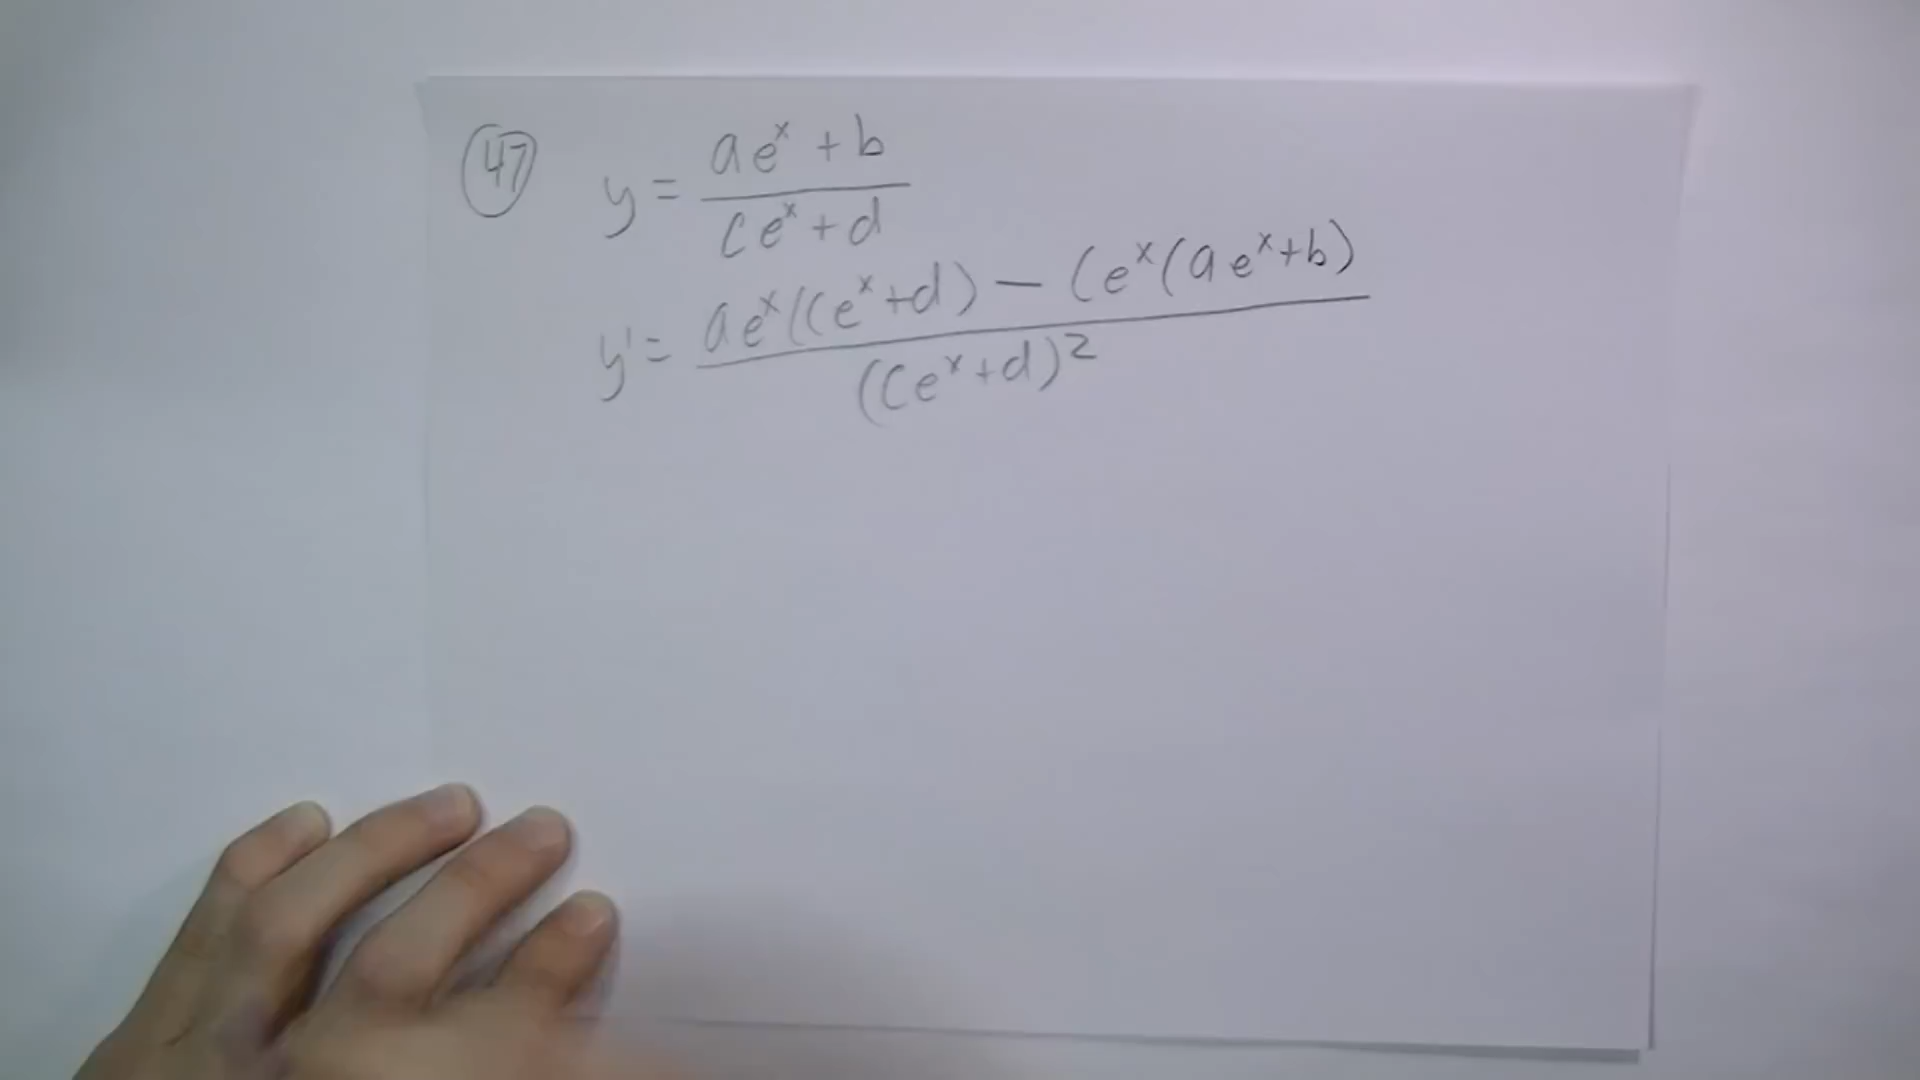 47 y = (ae^x + b) / (ce^x + d)
y' = (ae^x(ce^x + d) − ce^x(ae^x + b)) / (ce^x + d)^2